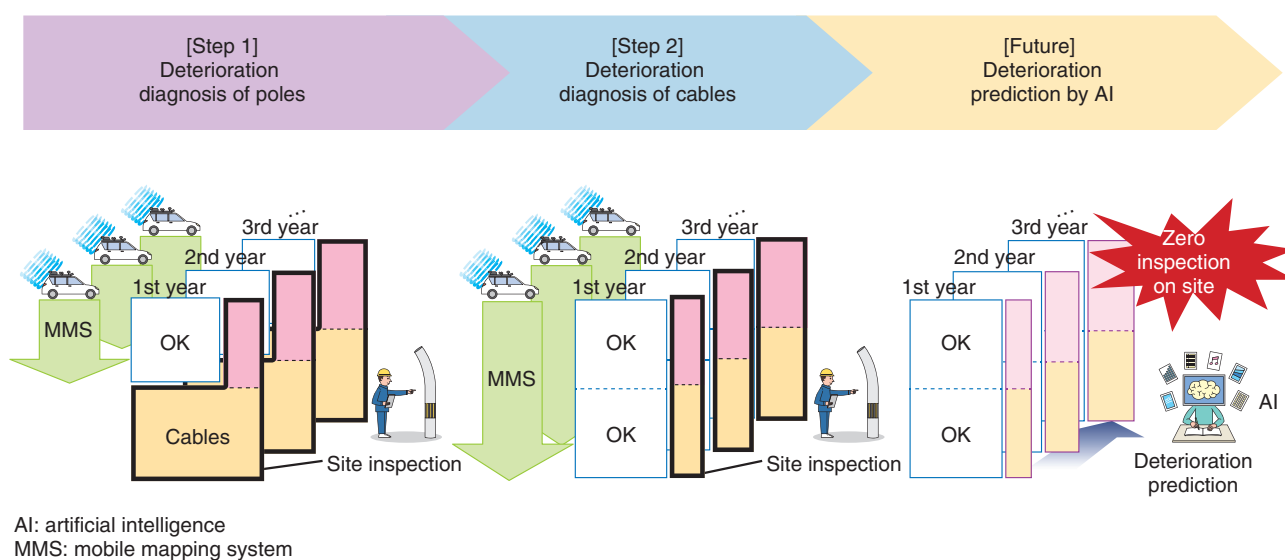 [Step 1]
Deterioration
diagnosis of poles
[Step 2]
Deterioration
diagnosis of cables
[Future]
Deterioration
prediction by AI
...
3rd year
2nd year
1st year
MMS
OK
Cables
Site inspection
...
3rd year
2nd year
1st year
MMS
OK
OK
Site inspection
...
3rd year
2nd year
1st year
OK
OK
Zero
inspection
on site
AI
Deterioration
prediction
AI: artificial intelligence
MMS: mobile mapping system